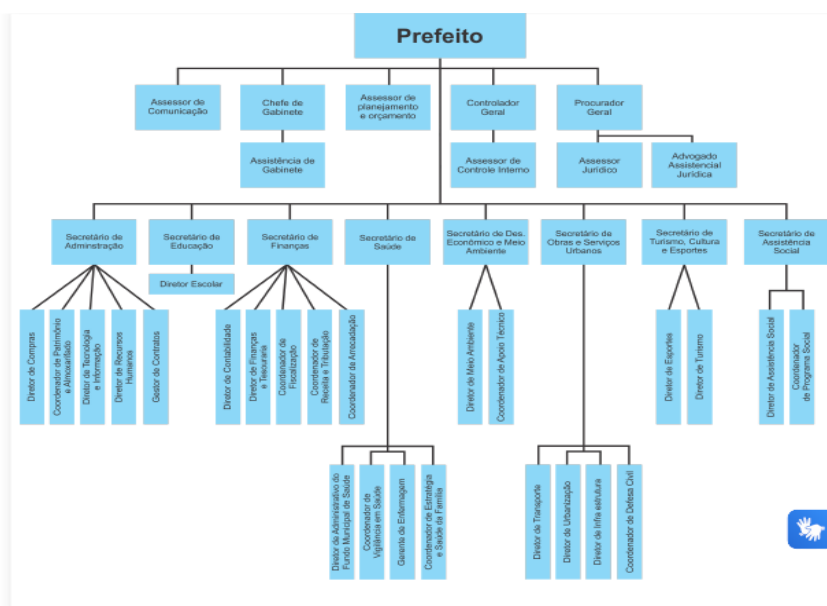 Prefeito
Assessor de
Comunicação
Chefe de
Gabinete
Assessor de
planejamento
e orçamento
Controlador
Geral
Procurador
Geral
Assistência de
Gabinete
Assessor de
Controle Interno
Assessor
Jurídico
Advogado
Assistencial
Jurídica
Secretário de
Adminstração
Secretário de
Educação
Secretário de
Finanças
Secretário de
Saúde
Secretário de Des.
Econômico e Meio
Ambiente
Secretário de
Obras e Serviços
Urbanos
Secretário de
Turismo, Cultura
e Esportes
Secretário de
Assistência
Social
Diretor Escolar
Diretor de Compras
Coordenador de Patrimônio
e Almoxarifado
Diretor de Tecnologia
e Informação
Diretor de Recursos
Humanos
Gestor de Contratos
Diretor de Contabilidade
Diretor de Finanças
e Tesouraria
Coordenador de
Fiscalização
Coordenador de
Receita e Tributação
Coordenador da Arrecadação
Diretor de Meio Ambiente
Coordenador de Apoio Técnico
Diretor de Esportes
Diretor de Turismo
Diretor de Assistência Social
Coordenador
de Programa Social
Diretor de Administrativo do
Fundo Municipal de Saúde
Coordenador de
Vigilância em Saúde
Gerente de Enfermagem
Coordenador de Estratégia
e Saúde da Família
Diretor de Transporte
Diretor de Urbanização
Diretor de Infra estrutura
Coordenador de Defesa Civil